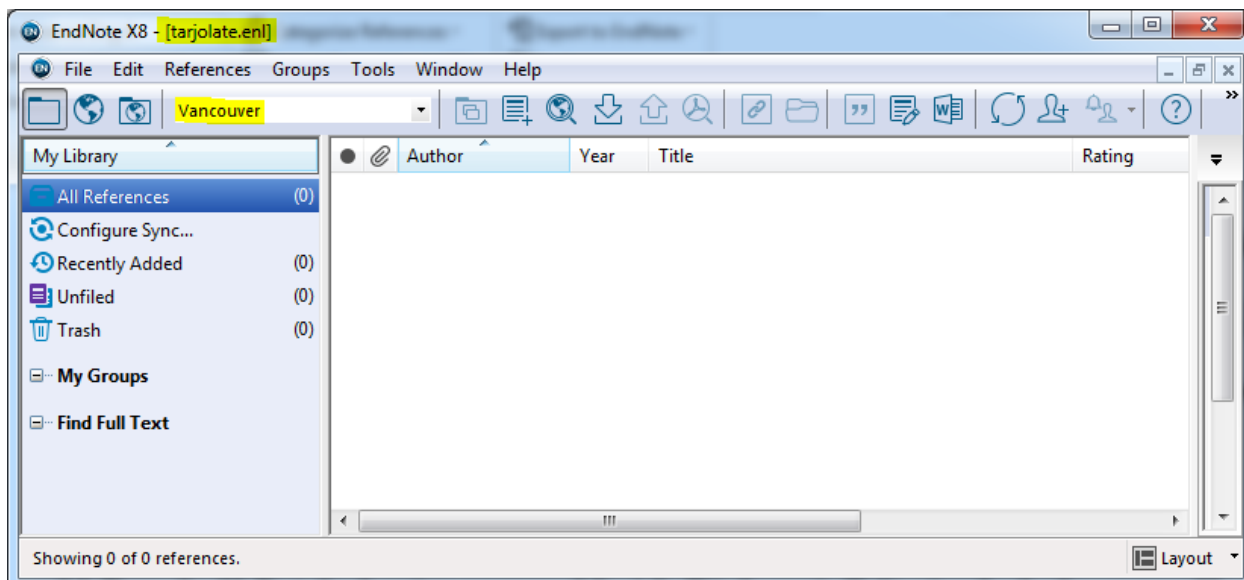 EndNote X8 - [tarjolate.enl]
File Edit References Groups Tools Window Help
Vancouver
My Library Author Year Title Rating
All References (0)
Configure Sync...
Recently Added (0)
Unfiled (0)
Trash (0)
My Groups
Find Full Text
Showing 0 of 0 references. Layout